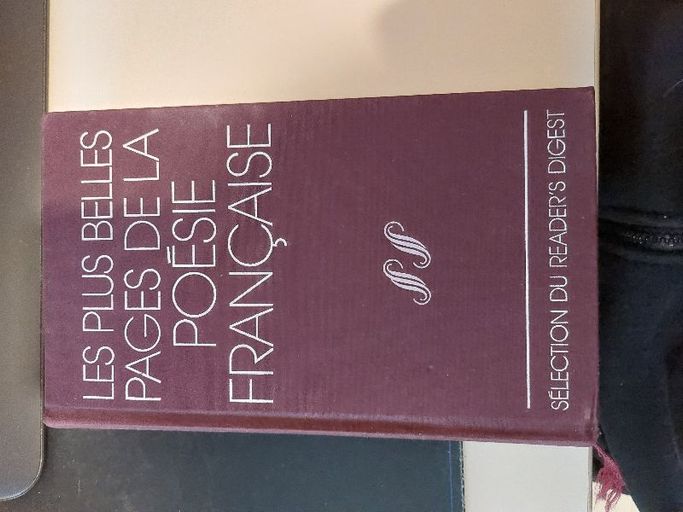 LES PLUS BELLES
PAGES DE LA
POÉSIE
FRANÇAISE
SÉLECTION DU READER'S DIGEST